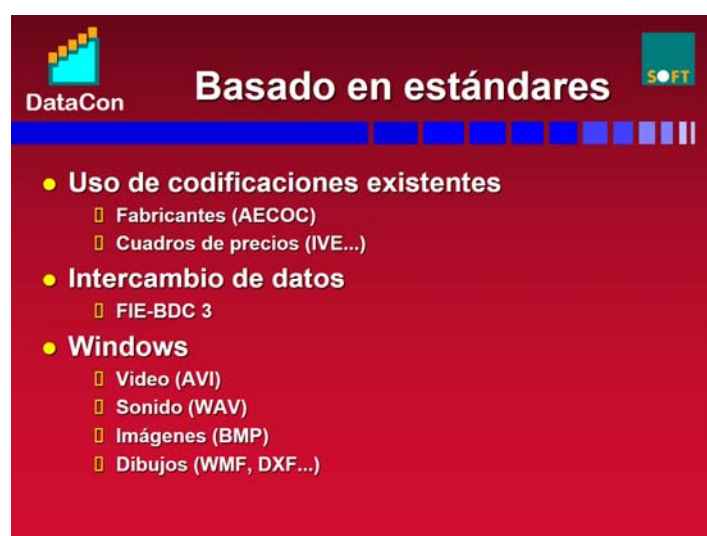 DataCon
Basado en estándares
SOFT
Uso de codificaciones existentes
Fabricantes (AECOC)
Cuadros de precios (IVE...)
Intercambio de datos
FIE-BDC 3
Windows
Video (AVI)
Sonido (WAV)
Imágenes (BMP)
Dibujos (WMF, DXF...)